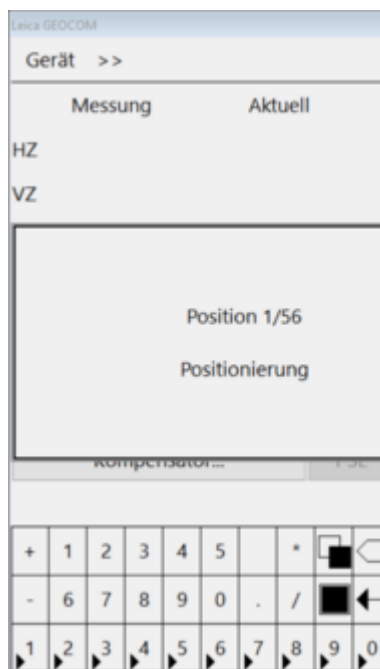 Leica GEOCOM
Gerät >>
Messung Aktuell
HZ
VZ
Position 1/56
Positionierung
Kompensator...
+ 1 2 3 4 5 *
- 6 7 8 9 0 . /
1 2 3 4 5 6 7 8 9 0